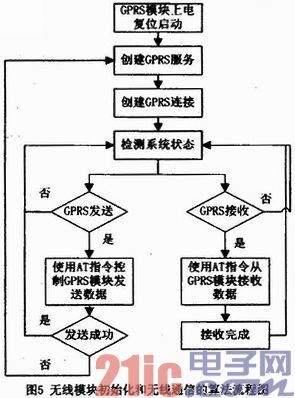 GPRS模块上电
复位启动
创建GPRS服务
创建GPRS连接
检测系统状态
否
GPRS发送
是
GPRS接收
否
是
使用AT指令控
制GPRS模块发
送数据
使用AT指令从
GPRS模块接收
数据
是
发送成功
接收完成
否
21ic电子网
图5 无线模块初始化和无线通信的算法流程图